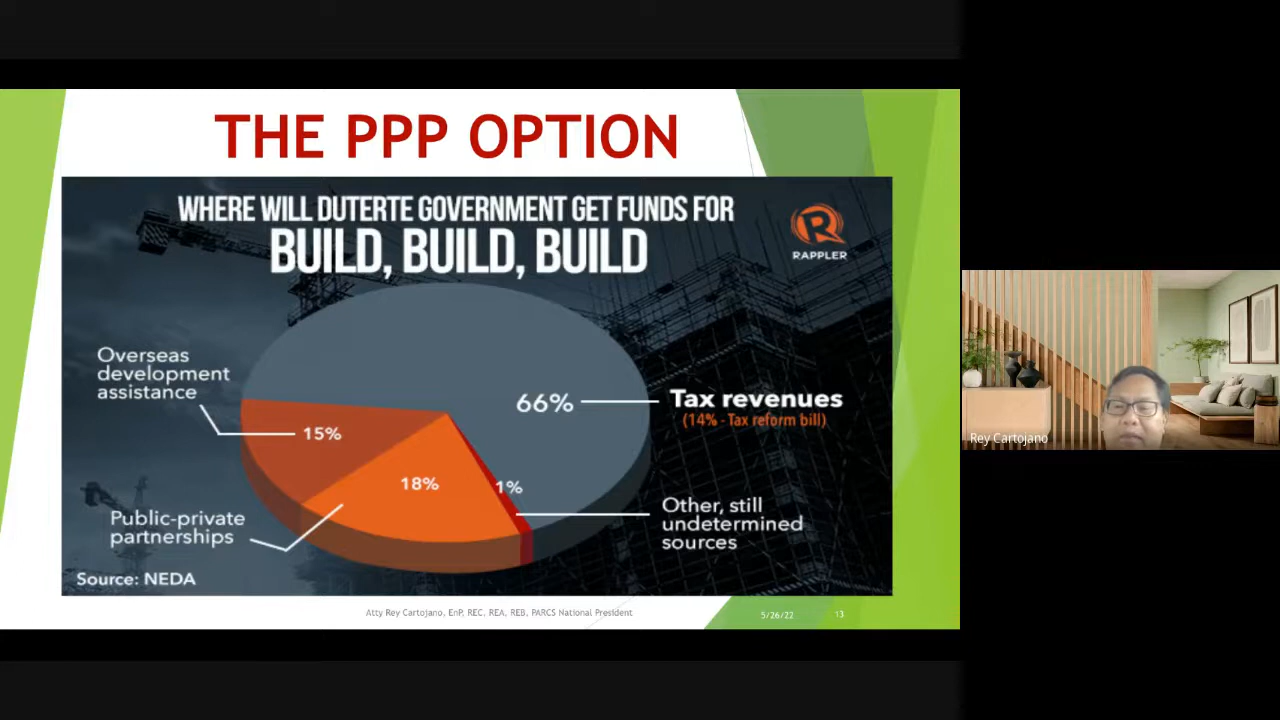 THE PPP OPTION
WHERE WILL DUTERTE GOVERNMENT GET FUNDS FOR
BUILD, BUILD, BUILD
R
RAPPLER
Overseas
development
assistance
15%
66%
Tax revenues
(14% - Tax reform bill)
18%
1%
Public-private
partnerships
Other, still
undetermined
sources
Source: NEDA
Atty Rey Cartojano, EnP, REC, REA, REB, PARCS National President
5/26/22
13
Rey Cartojano